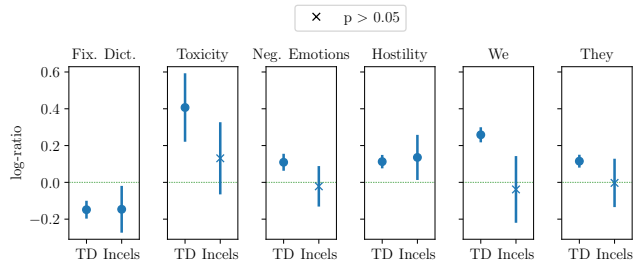 p > 0.05
Fix. Dict. Toxicity Neg. Emotions Hostility We They
log-ratio
0.6
0.4
0.2
0.0
−0.2
TD Incels TD Incels TD Incels TD Incels TD Incels TD Incels